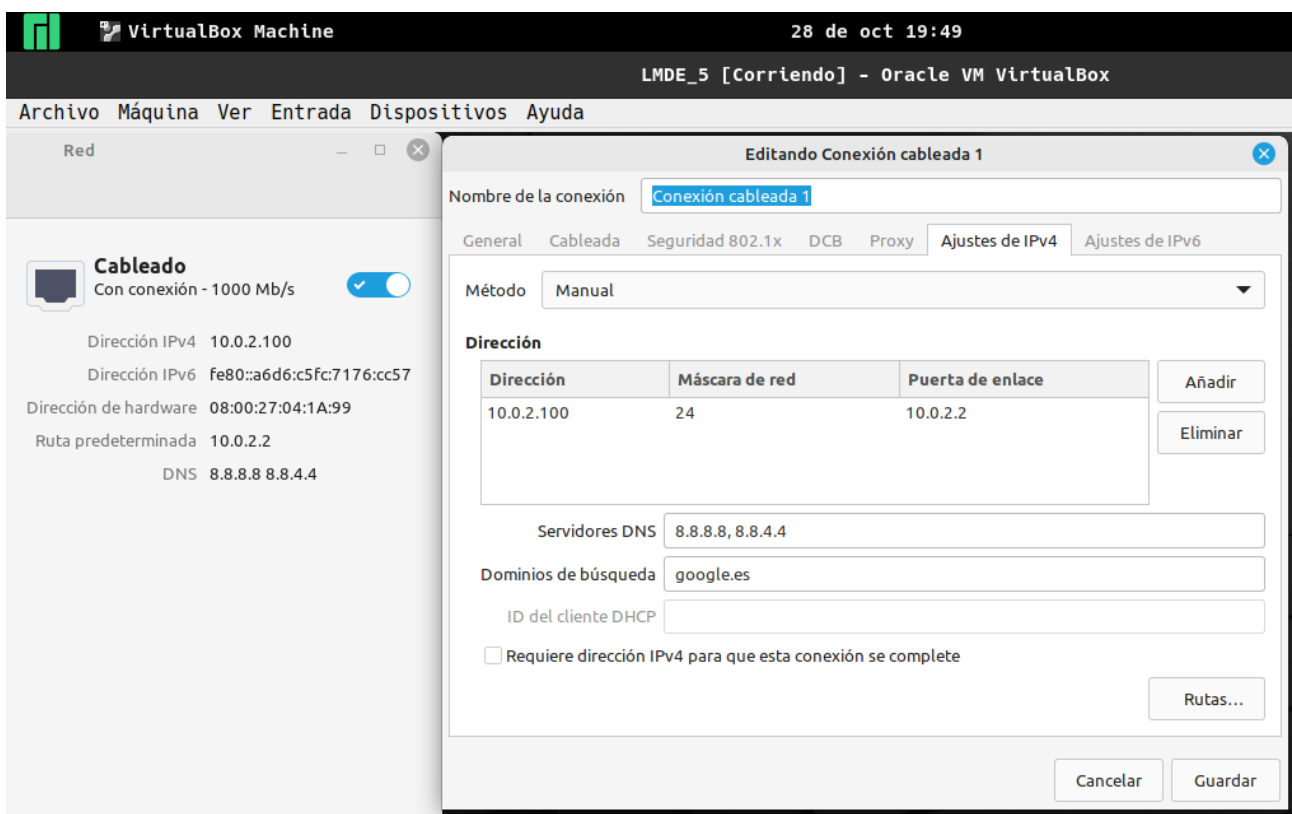 VirtualBox Machine 28 de oct 19:49
LMDE_5 [Corriendo] - Oracle VM VirtualBox
Archivo Máquina Ver Entrada Dispositivos Ayuda
Red
Cableado
Con conexión - 1000 Mb/s
Dirección IPv4 10.0.2.100
Dirección IPv6 fe80::a6d6:c5fc:7176:cc57
Dirección de hardware 08:00:27:04:1A:99
Ruta predeterminada 10.0.2.2
DNS 8.8.8.8 8.8.4.4
Editando Conexión cableada 1
Nombre de la conexión Conexión cableada 1
General Cableada Seguridad 802.1x DCB Proxy Ajustes de IPv4 Ajustes de IPv6
Método Manual
Dirección
Dirección Máscara de red Puerta de enlace Añadir
10.0.2.100 24 10.0.2.2
Eliminar
Servidores DNS 8.8.8.8, 8.8.4.4
Dominios de búsqueda google.es
ID del cliente DHCP
Requiere dirección IPv4 para que esta conexión se complete
Rutas...
Cancelar Guardar